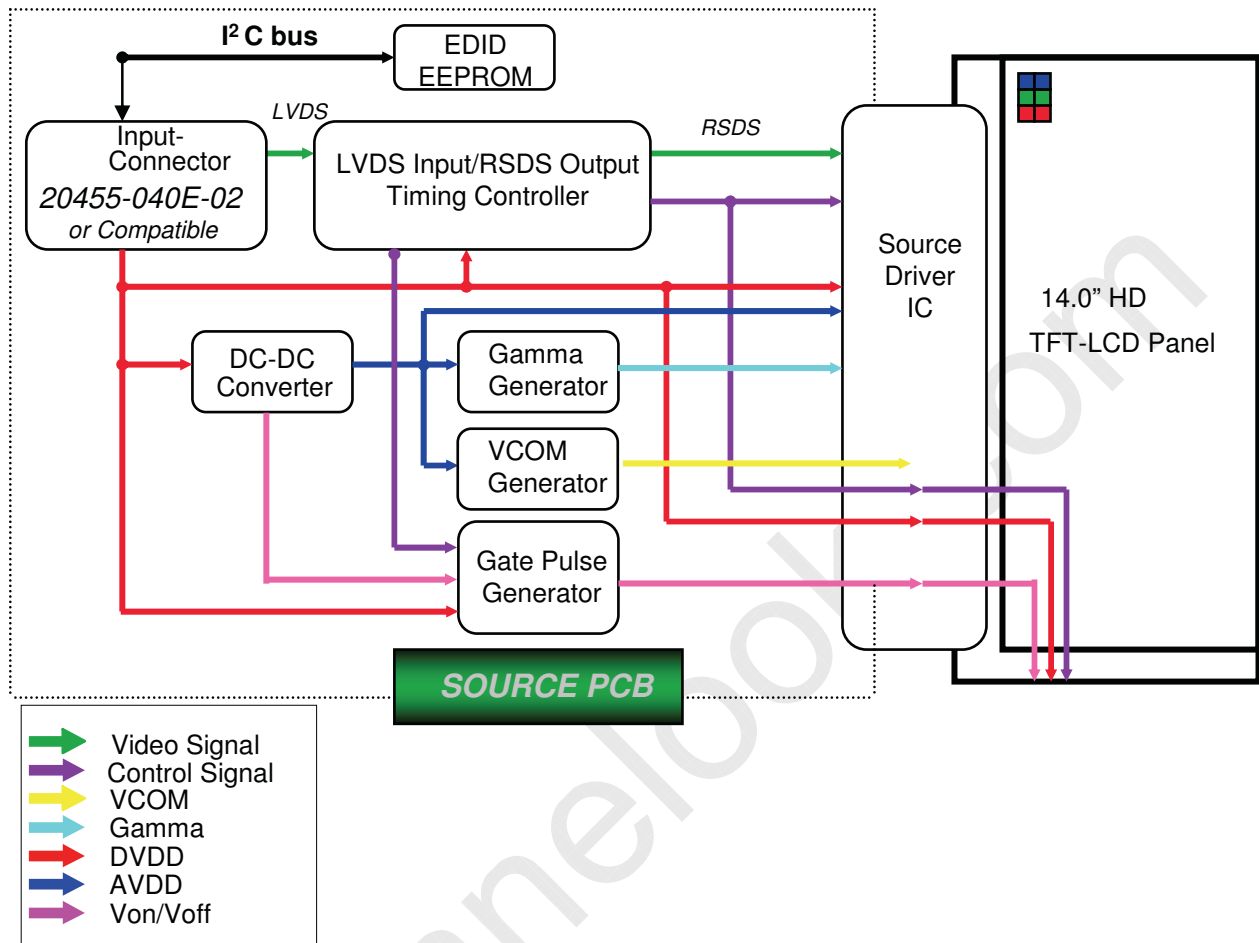 I² C bus
EDID
EEPROM
LVDS
RSDS
Input-
Connector
20455-040E-02
or Compatible
LVDS Input/RSDS Output
Timing Controller
Source
Driver
IC
14.0” HD
TFT-LCD Panel
DC-DC
Converter
Gamma
Generator
VCOM
Generator
Gate Pulse
Generator
SOURCE PCB
Video Signal
Control Signal
VCOM
Gamma
DVDD
AVDD
Von/Voff